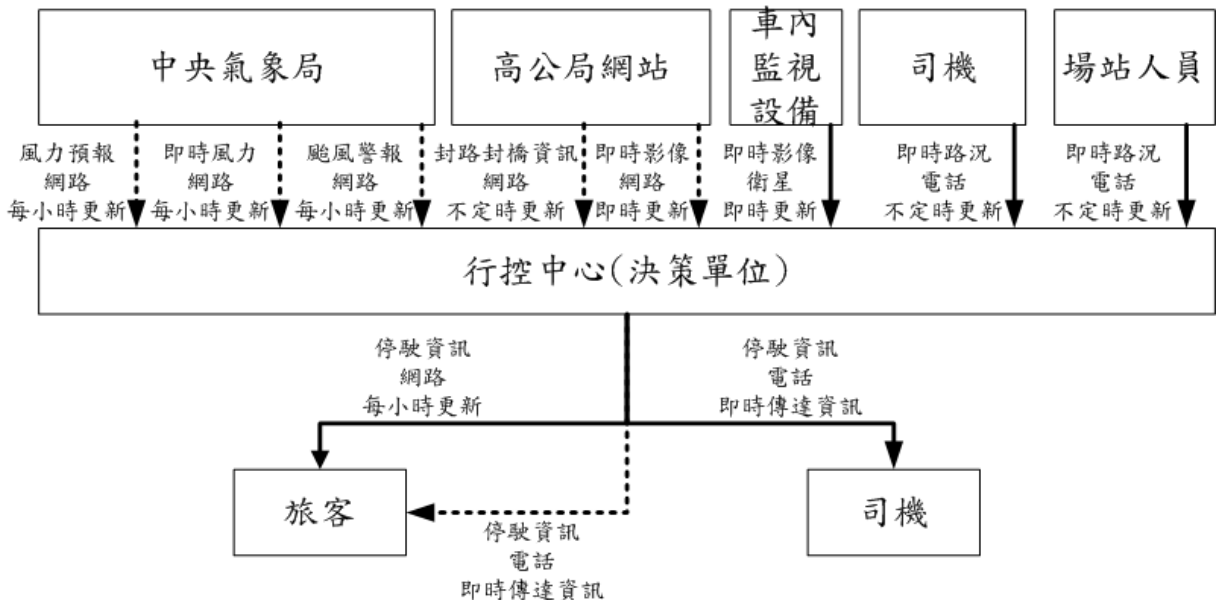 中央氣象局
高公局網站
車內
監視
設備
司機
場站人員
風力預報
網路
每小時更新
即時風力
網路
每小時更新
颱風警報
網路
每小時更新
封路封橋資訊
網路
不定時更新
即時影像
網路
即時更新
即時影像
衛星
即時更新
即時路況
電話
不定時更新
即時路況
電話
不定時更新
行控中心(決策單位)
停駛資訊
網路
每小時更新
停駛資訊
電話
即時傳達資訊
旅客
司機
停駛資訊
電話
即時傳達資訊